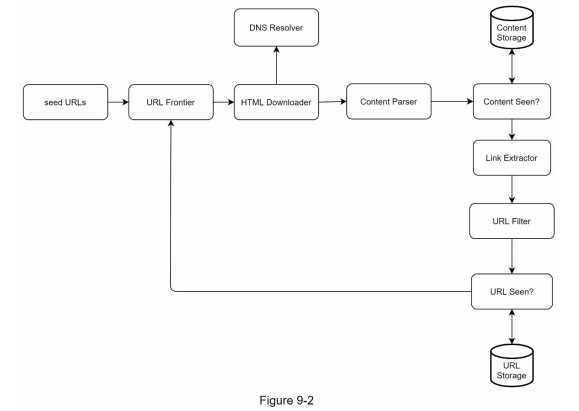 DNS Resolver
Content
Storage
seed URLs
URL Frontier
HTML Downloader
Content Parser
Content Seen?
Link Extractor
URL Filter
URL Seen?
URL
Storage
Figure 9-2